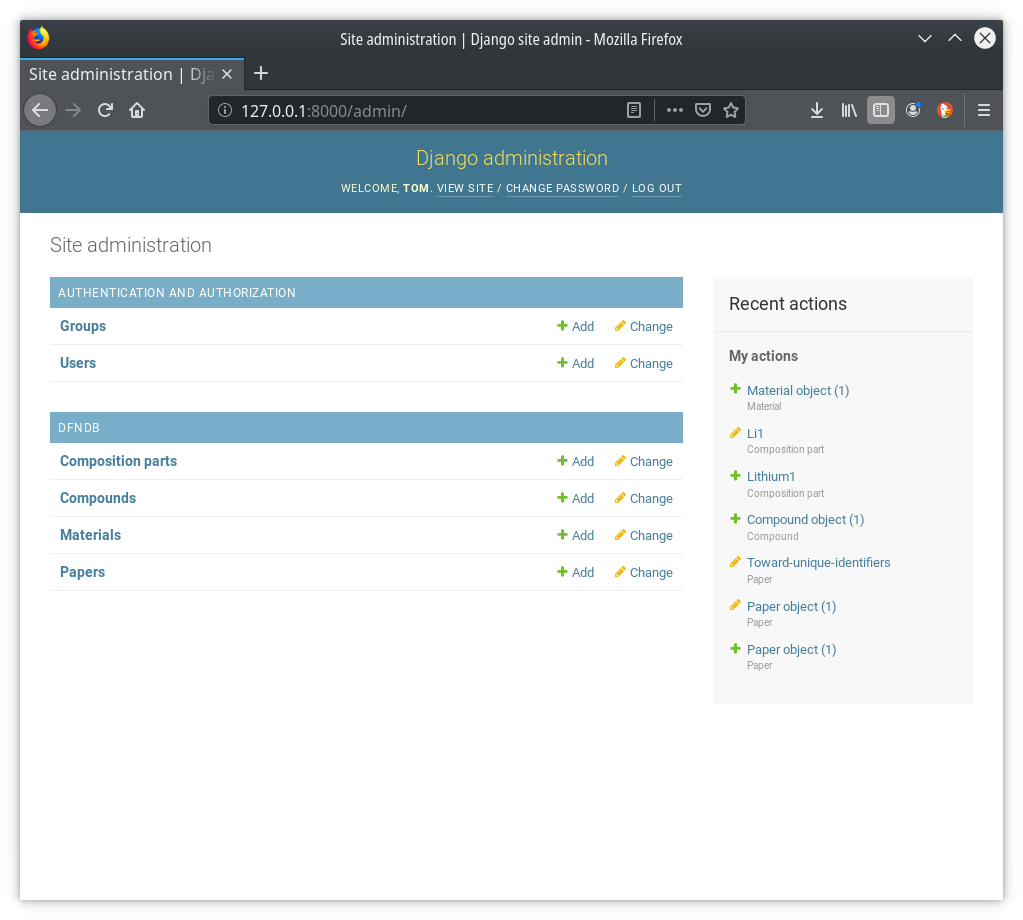 Site administration | Django site admin - Mozilla Firefox
Site administration | Dja
127.0.0.1:8000/admin/
Django administration
WELCOME, TOM. VIEW SITE / CHANGE PASSWORD / LOG OUT
Site administration
AUTHENTICATION AND AUTHORIZATION
Groups Add Change
Users Add Change
DFNDB
Composition parts Add Change
Compounds Add Change
Materials Add Change
Papers Add Change
Recent actions
My actions
Material object (1)
Material
Li1
Composition part
Lithium1
Composition part
Compound object (1)
Compound
Toward-unique-identifiers
Paper
Paper object (1)
Paper
Paper object (1)
Paper